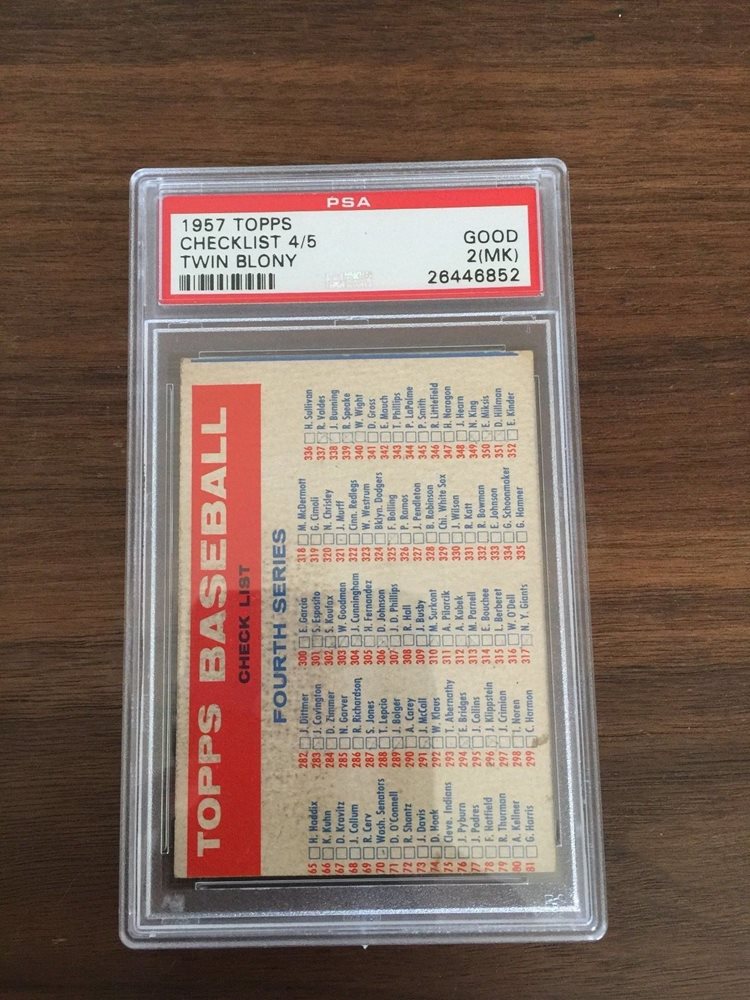 PSA
1957 TOPPS
CHECKLIST 4/5
TWIN BLONY
GOOD
2(MK)
26446852
TOPPS BASEBALL
CHECK LIST
FOURTH SERIES
65 H. Haddix
66 K. Kuhn
67 D. Kravitz
68 J. Collum
69 R. Cerv
70 Wash. Senators
71 D. O'Connell
72 R. Shantz
73 J. Davis
74 D. Hoak
75 Cleve. Indians
76 J. Pyburn
77 J. Podres
78 F. Hatfield
79 R. Thurman
80 A. Kellner
81 G. Harris
282 J. Dittmer
283 J. Covington
284 D. Zimmer
285 N. Garver
286 R. Richardson
287 S. Jones
288 T. Lepcio
289 J. Bolger
290 A. Carey
291 J. McCall
292 W. Klaus
293 T. Abernathy
294 E. Bridges
295 J. Collins
296 J. Klippstein
297 L. Crimian
298 T. Noren
299 C. Harmon
300 E. Garcia
301 S. Esposito
302 S. Koufax
303 W. Goodman
304 J. Cunningham
305 H. Fernandez
306 D. Johnson
307 J. D. Phillips
308 R. Hall
309 J. Busby
310 M. Surkont
311 A. Pilarcik
312 A. Kubek
313 M. Parnell
314 E. Bouchee
315 L. Berberet
316 W. O'Dell
317 N. Y. Giants
318 M. McDermott
319 G. Cimoli
320 N. Chrisley
321 J. Murff
322 Cinn. Redlegs
323 W. Westrum
324 Bklyn. Dodgers
325 F. Bolling
326 P. Ramos
327 J. Pendleton
328 B. Robinson
329 Chi. White Sox
330 J. Wilson
331 R. Katt
332 R. Bowman
333 E. Johnson
334 G. Schoonmaker
335 G. Hamner
336 H. Sullivan
337 R. Valdes
338 J. Bunning
339 R. Speake
340 W. Wight
341 D. Gross
342 E. Mauch
343 T. Phillips
344 P. LaPalme
345 P. Smith
346 R. Littlefield
347 H. Naragon
348 J. Hearn
349 N. King
350 E. Miksis
351 D. Hillman
352 E. Kinder